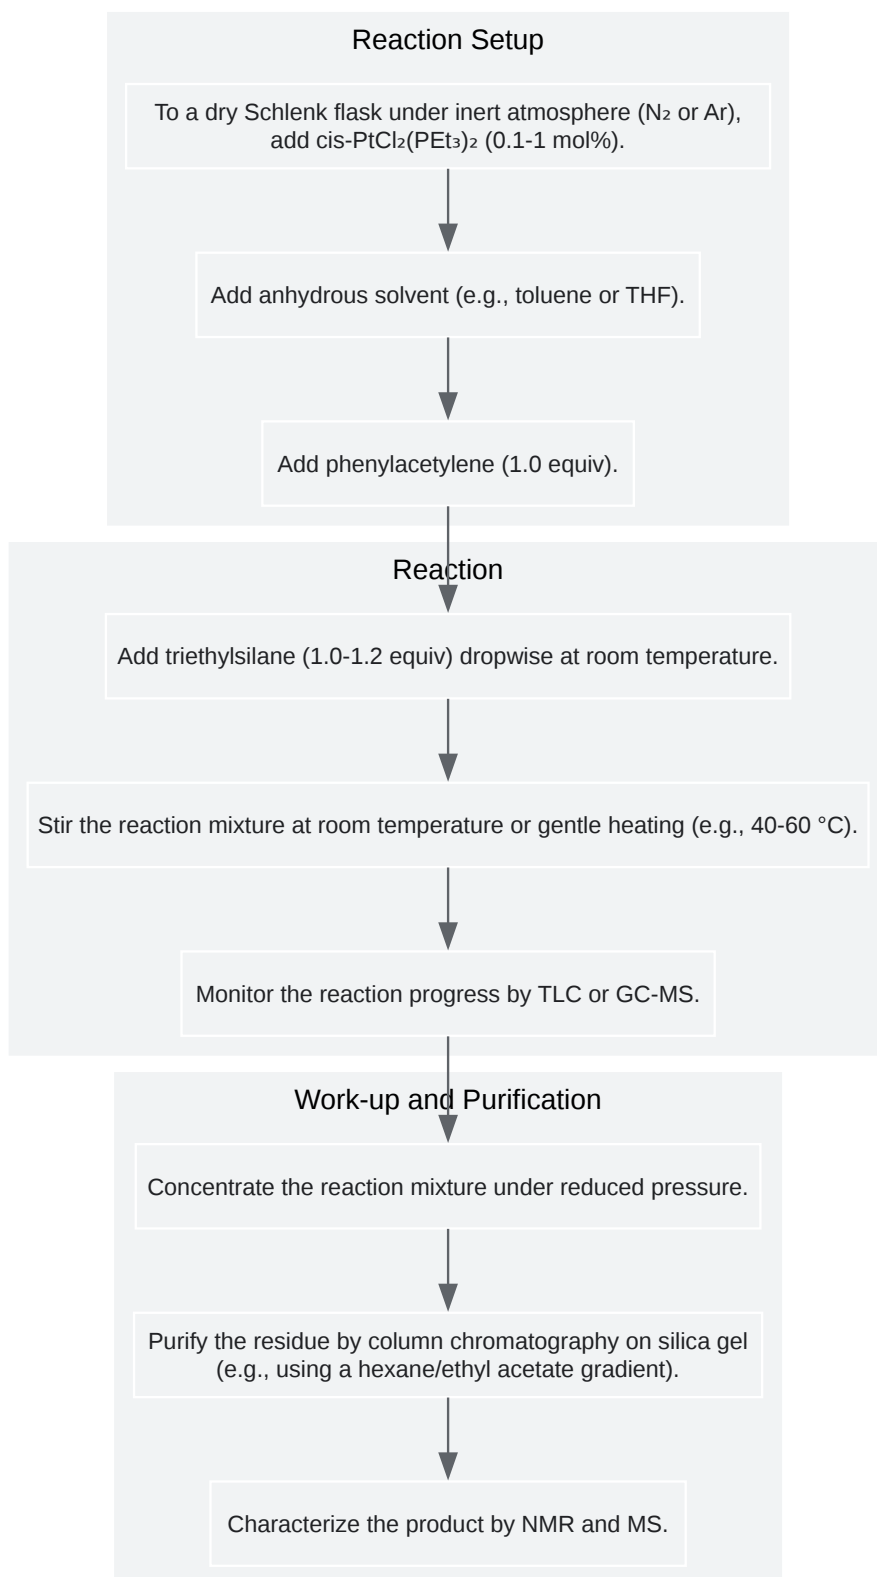 Reaction Setup
To a dry Schlenk flask under inert atmosphere (N₂ or Ar),
add cis-PtCl₂(PEt₃)₂ (0.1-1 mol%).
Add anhydrous solvent (e.g., toluene or THF).
Add phenylacetylene (1.0 equiv).
Reaction
Add triethylsilane (1.0-1.2 equiv) dropwise at room temperature.
Stir the reaction mixture at room temperature or gentle heating (e.g., 40-60 °C).
Monitor the reaction progress by TLC or GC-MS.
Work-up and Purification
Concentrate the reaction mixture under reduced pressure.
Purify the residue by column chromatography on silica gel
(e.g., using a hexane/ethyl acetate gradient).
Characterize the product by NMR and MS.